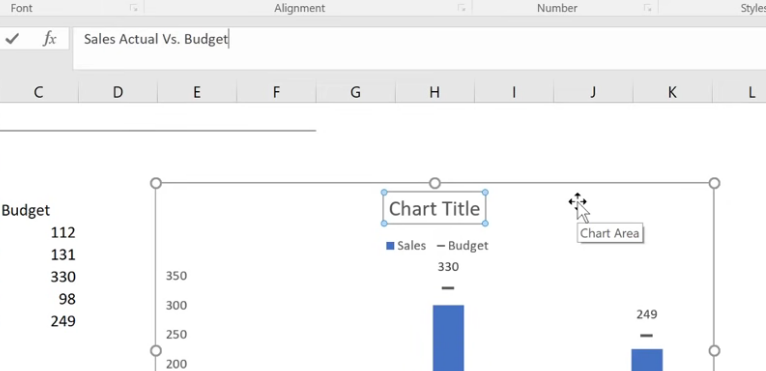 Font Alignment Number Styles
fx Sales Actual Vs. Budget
C D E F G H I J K L
Budget
112
131
330
98
249
Chart Title
Chart Area
Sales Budget
330
350
300
249
250
200